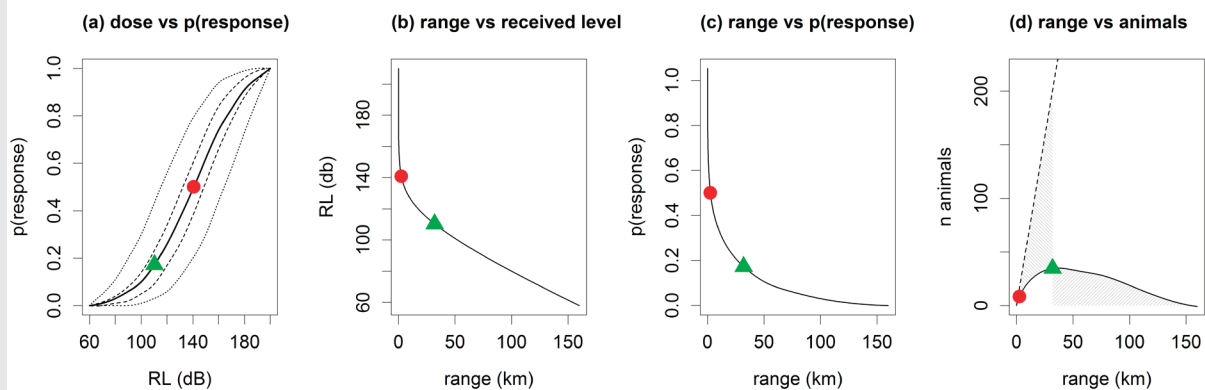 (a) dose vs p(response)
p(response)
1.0
0.8
0.6
0.4
0.2
0.0
60 100 140 180
RL (dB)
(b) range vs received level
RL (db)
180
140
100
60
0 50 100 150
range (km)
(c) range vs p(response)
p(response)
1.0
0.8
0.6
0.4
0.2
0.0
0 50 100 150
range (km)
(d) range vs animals
n animals
200
100
0
0 50 100 150
range (km)